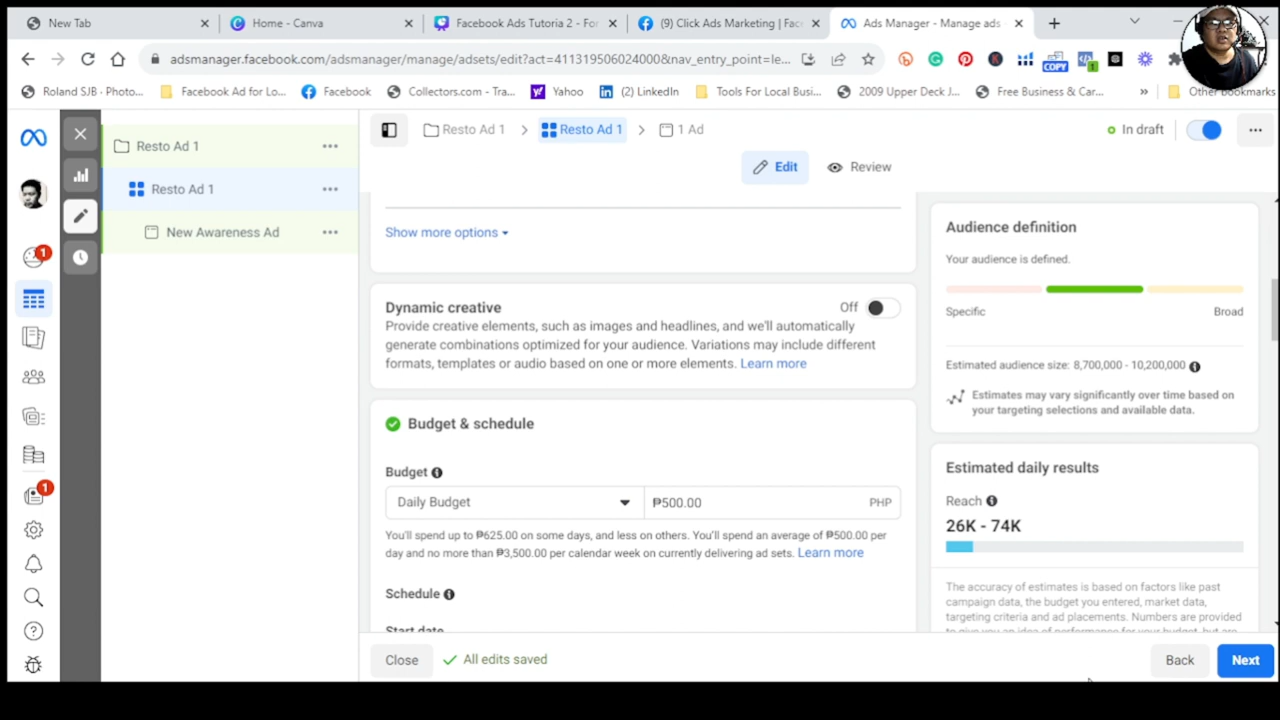 New Tab
Home - Canva
Facebook Ads Tutoria 2 - For
(9) Click Ads Marketing | Face
Ads Manager - Manage ads
adsmanager.facebook.com/adsmanager/manage/adsets/edit?act=411319506024000&nav_entry_point=le...
COPY
1
Roland SJB - Photo...
Facebook Ad for Lo...
Facebook
Collectors.com - Tra...
Yahoo
(2) LinkedIn
Tools For Local Busi...
2009 Upper Deck J...
Free Business & Car...
»
Other bookmarks
Resto Ad 1
Resto Ad 1
1 Ad
In draft
Edit
Review
Resto Ad 1
Resto Ad 1
New Awareness Ad
1
1
Show more options
Dynamic creative
Off
Provide creative elements, such as images and headlines, and we'll automatically
generate combinations optimized for your audience. Variations may include different
formats, templates or audio based on one or more elements. Learn more
Budget & schedule
Budget
Daily Budget
₱500.00
PHP
You'll spend up to ₱625.00 on some days, and less on others. You'll spend an average of ₱500.00 per
day and no more than ₱3,500.00 per calendar week on currently delivering ad sets. Learn more
Schedule
Start date
Audience definition
Your audience is defined.
Specific
Broad
Estimated audience size: 8,700,000 - 10,200,000
Estimates may vary significantly over time based on
your targeting selections and available data.
Estimated daily results
Reach
26K - 74K
The accuracy of estimates is based on factors like past
campaign data, the budget you entered, market data,
targeting criteria and ad placements. Numbers are provided
to give you an idea of performance for your budget, but are
Close
All edits saved
Back
Next